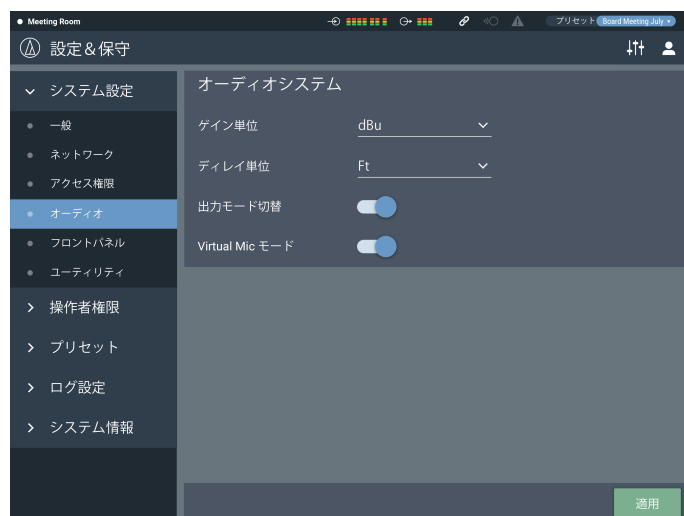 Meeting Room
プリセット Board Meeting July
設定＆保守
システム設定
一般
ネットワーク
アクセス権限
オーディオ
フロントパネル
ユーティリティ
操作者権限
プリセット
ログ設定
システム情報
オーディオシステム
ゲイン単位 dBu
ディレイ単位 Ft
出力モード切替
Virtual Mic モード
適用